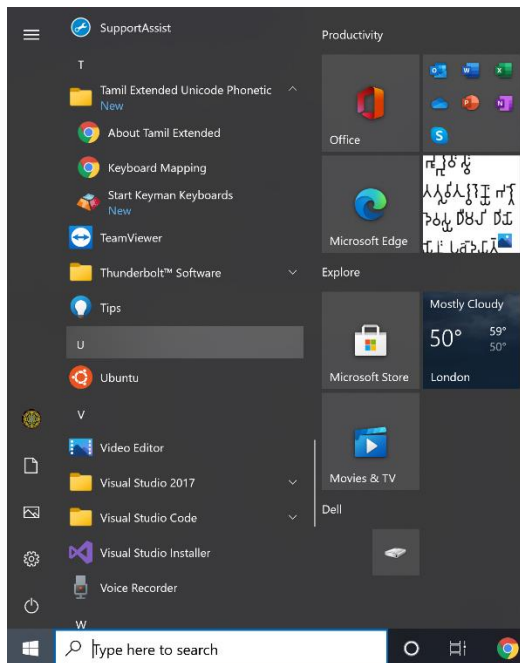 SupportAssist
T
Tamil Extended Unicode Phonetic
New
About Tamil Extended
Keyboard Mapping
Start Keyman Keyboards
New
TeamViewer
Thunderbolt™ Software
Tips
U
Ubuntu
V
Video Editor
Visual Studio 2017
Visual Studio Code
Visual Studio Installer
Voice Recorder
W
Productivity
Office
Microsoft Edge
Explore
Microsoft Store
Mostly Cloudy
50°
59°
50°
London
Movies & TV
Dell
Type here to search